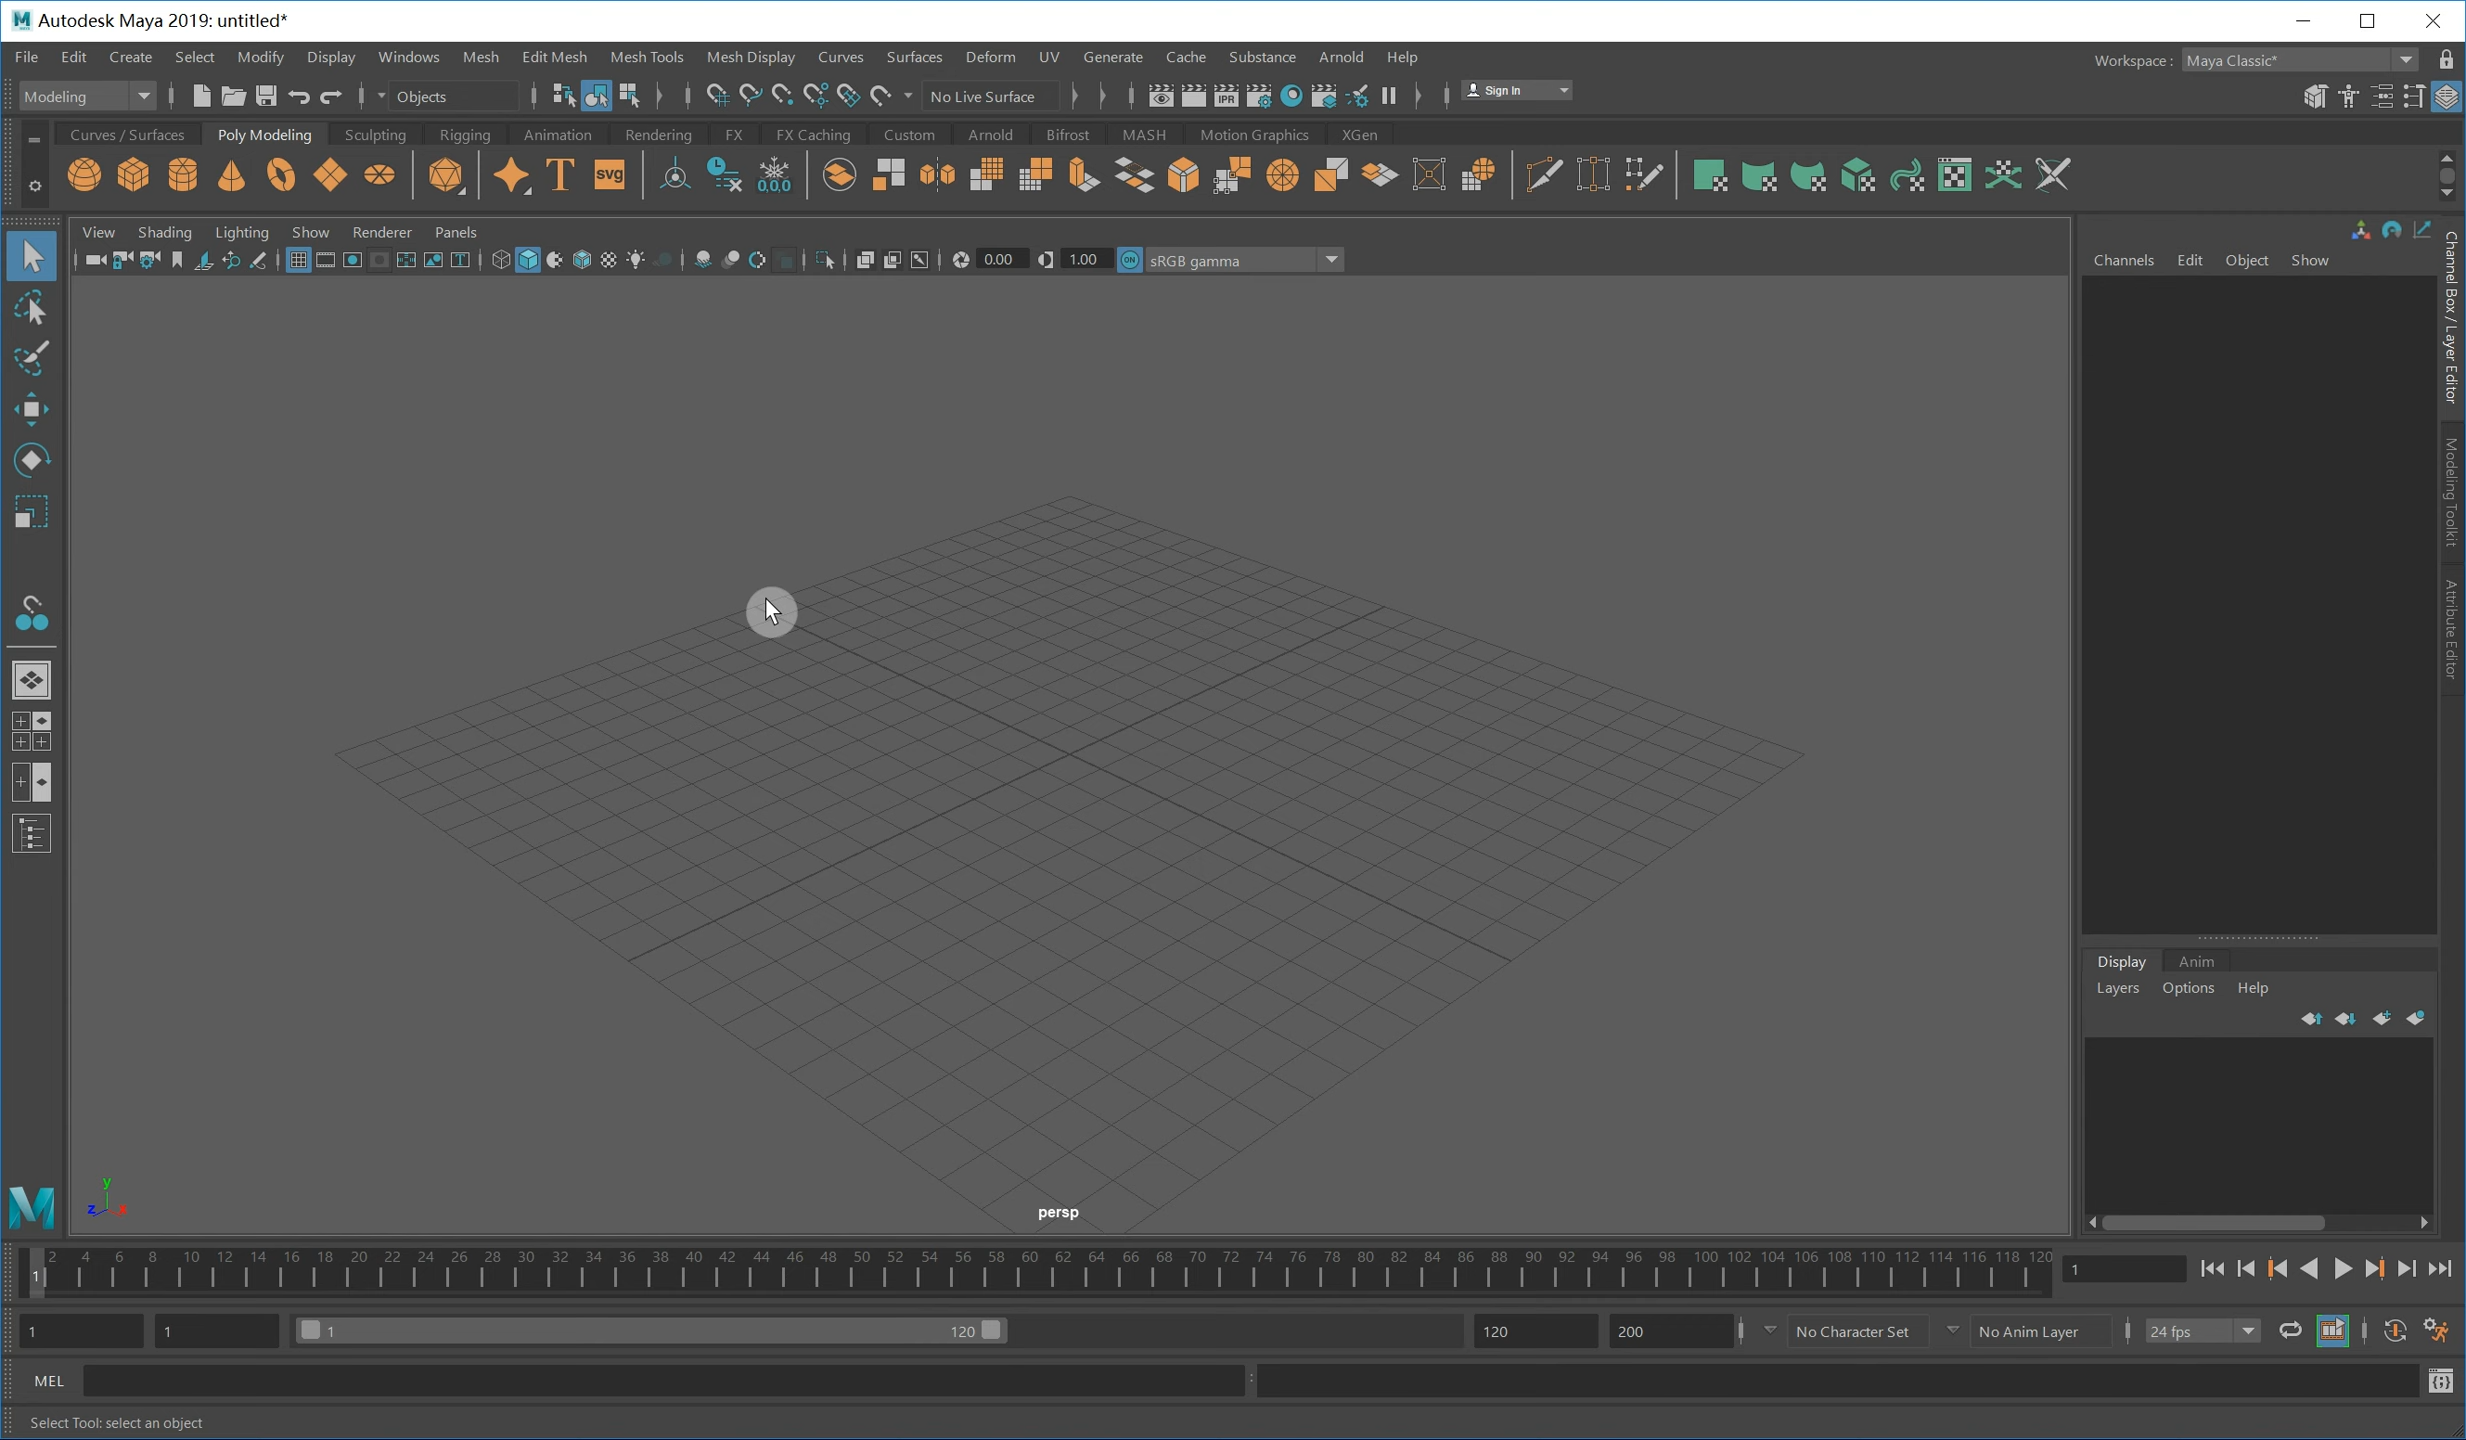 Autodesk Maya 2019: untitled*
File Edit Create Select Modify Display Windows Mesh Edit Mesh Mesh Tools Mesh Display Curves Surfaces Deform UV Generate Cache Substance Arnold Help Workspace : Maya Classic*
Modeling Objects No Live Surface IPR Sign In
Curves / Surfaces Poly Modeling Sculpting Rigging Animation Rendering FX FX Caching Custom Arnold Bifrost MASH Motion Graphics XGen
T svg 0,0,0
View Shading Lighting Show Renderer Panels
0.00 1.00 ON sRGB gamma
Channels Edit Object Show
Channel Box / Layer Editor
Modeling Toolkit
Attribute Editor
Display Anim
Layers Options Help
y
z x
persp
2 4 6 8 10 12 14 16 18 20 22 24 26 28 30 32 34 36 38 40 42 44 46 48 50 52 54 56 58 60 62 64 66 68 70 72 74 76 78 80 82 84 86 88 90 92 94 96 98 100 102 104 106 108 110 112 114 116 118 120
1 1
1 1 1 120 120 200 No Character Set No Anim Layer 24 fps
MEL
Select Tool: select an object